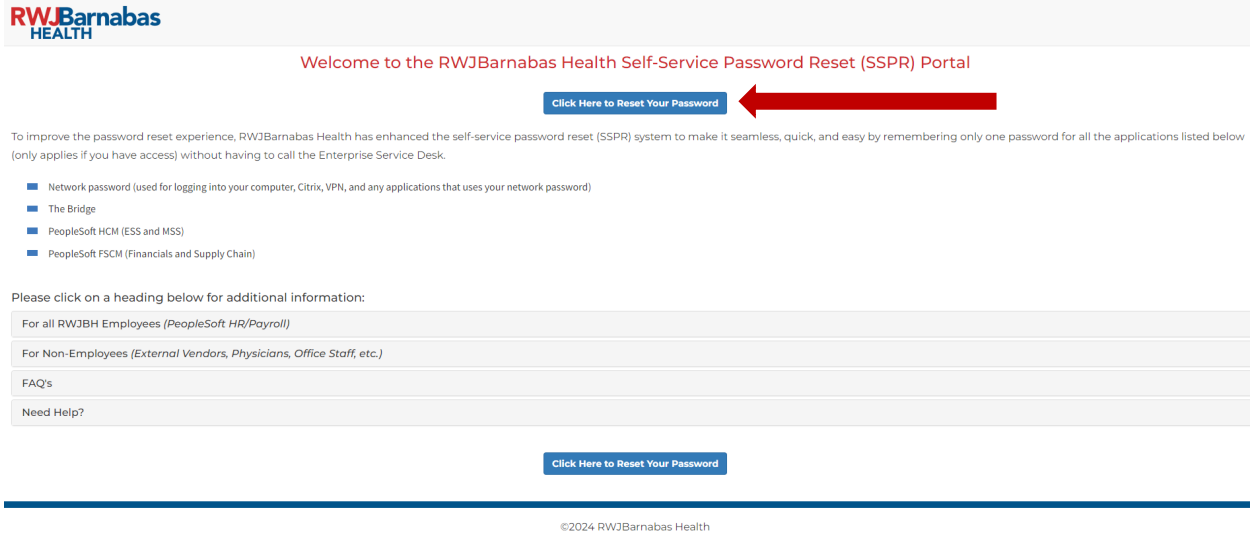 RWJBarnabas
HEALTH
Welcome to the RWJBarnabas Health Self-Service Password Reset (SSPR) Portal
Click Here to Reset Your Password
To improve the password reset experience, RWJBarnabas Health has enhanced the self-service password reset (SSPR) system to make it seamless, quick, and easy by remembering only one password for all the applications listed below
(only applies if you have access) without having to call the Enterprise Service Desk.
Network password (used for logging into your computer, Citrix, VPN, and any applications that uses your network password)
The Bridge
PeopleSoft HCM (ESS and MSS)
PeopleSoft FSCM (Financials and Supply Chain)
Please click on a heading below for additional information:
For all RWJBH Employees (PeopleSoft HR/Payroll)
For Non-Employees (External Vendors, Physicians, Office Staff, etc.)
FAQ's
Need Help?
Click Here to Reset Your Password
©2024 RWJBarnabas Health